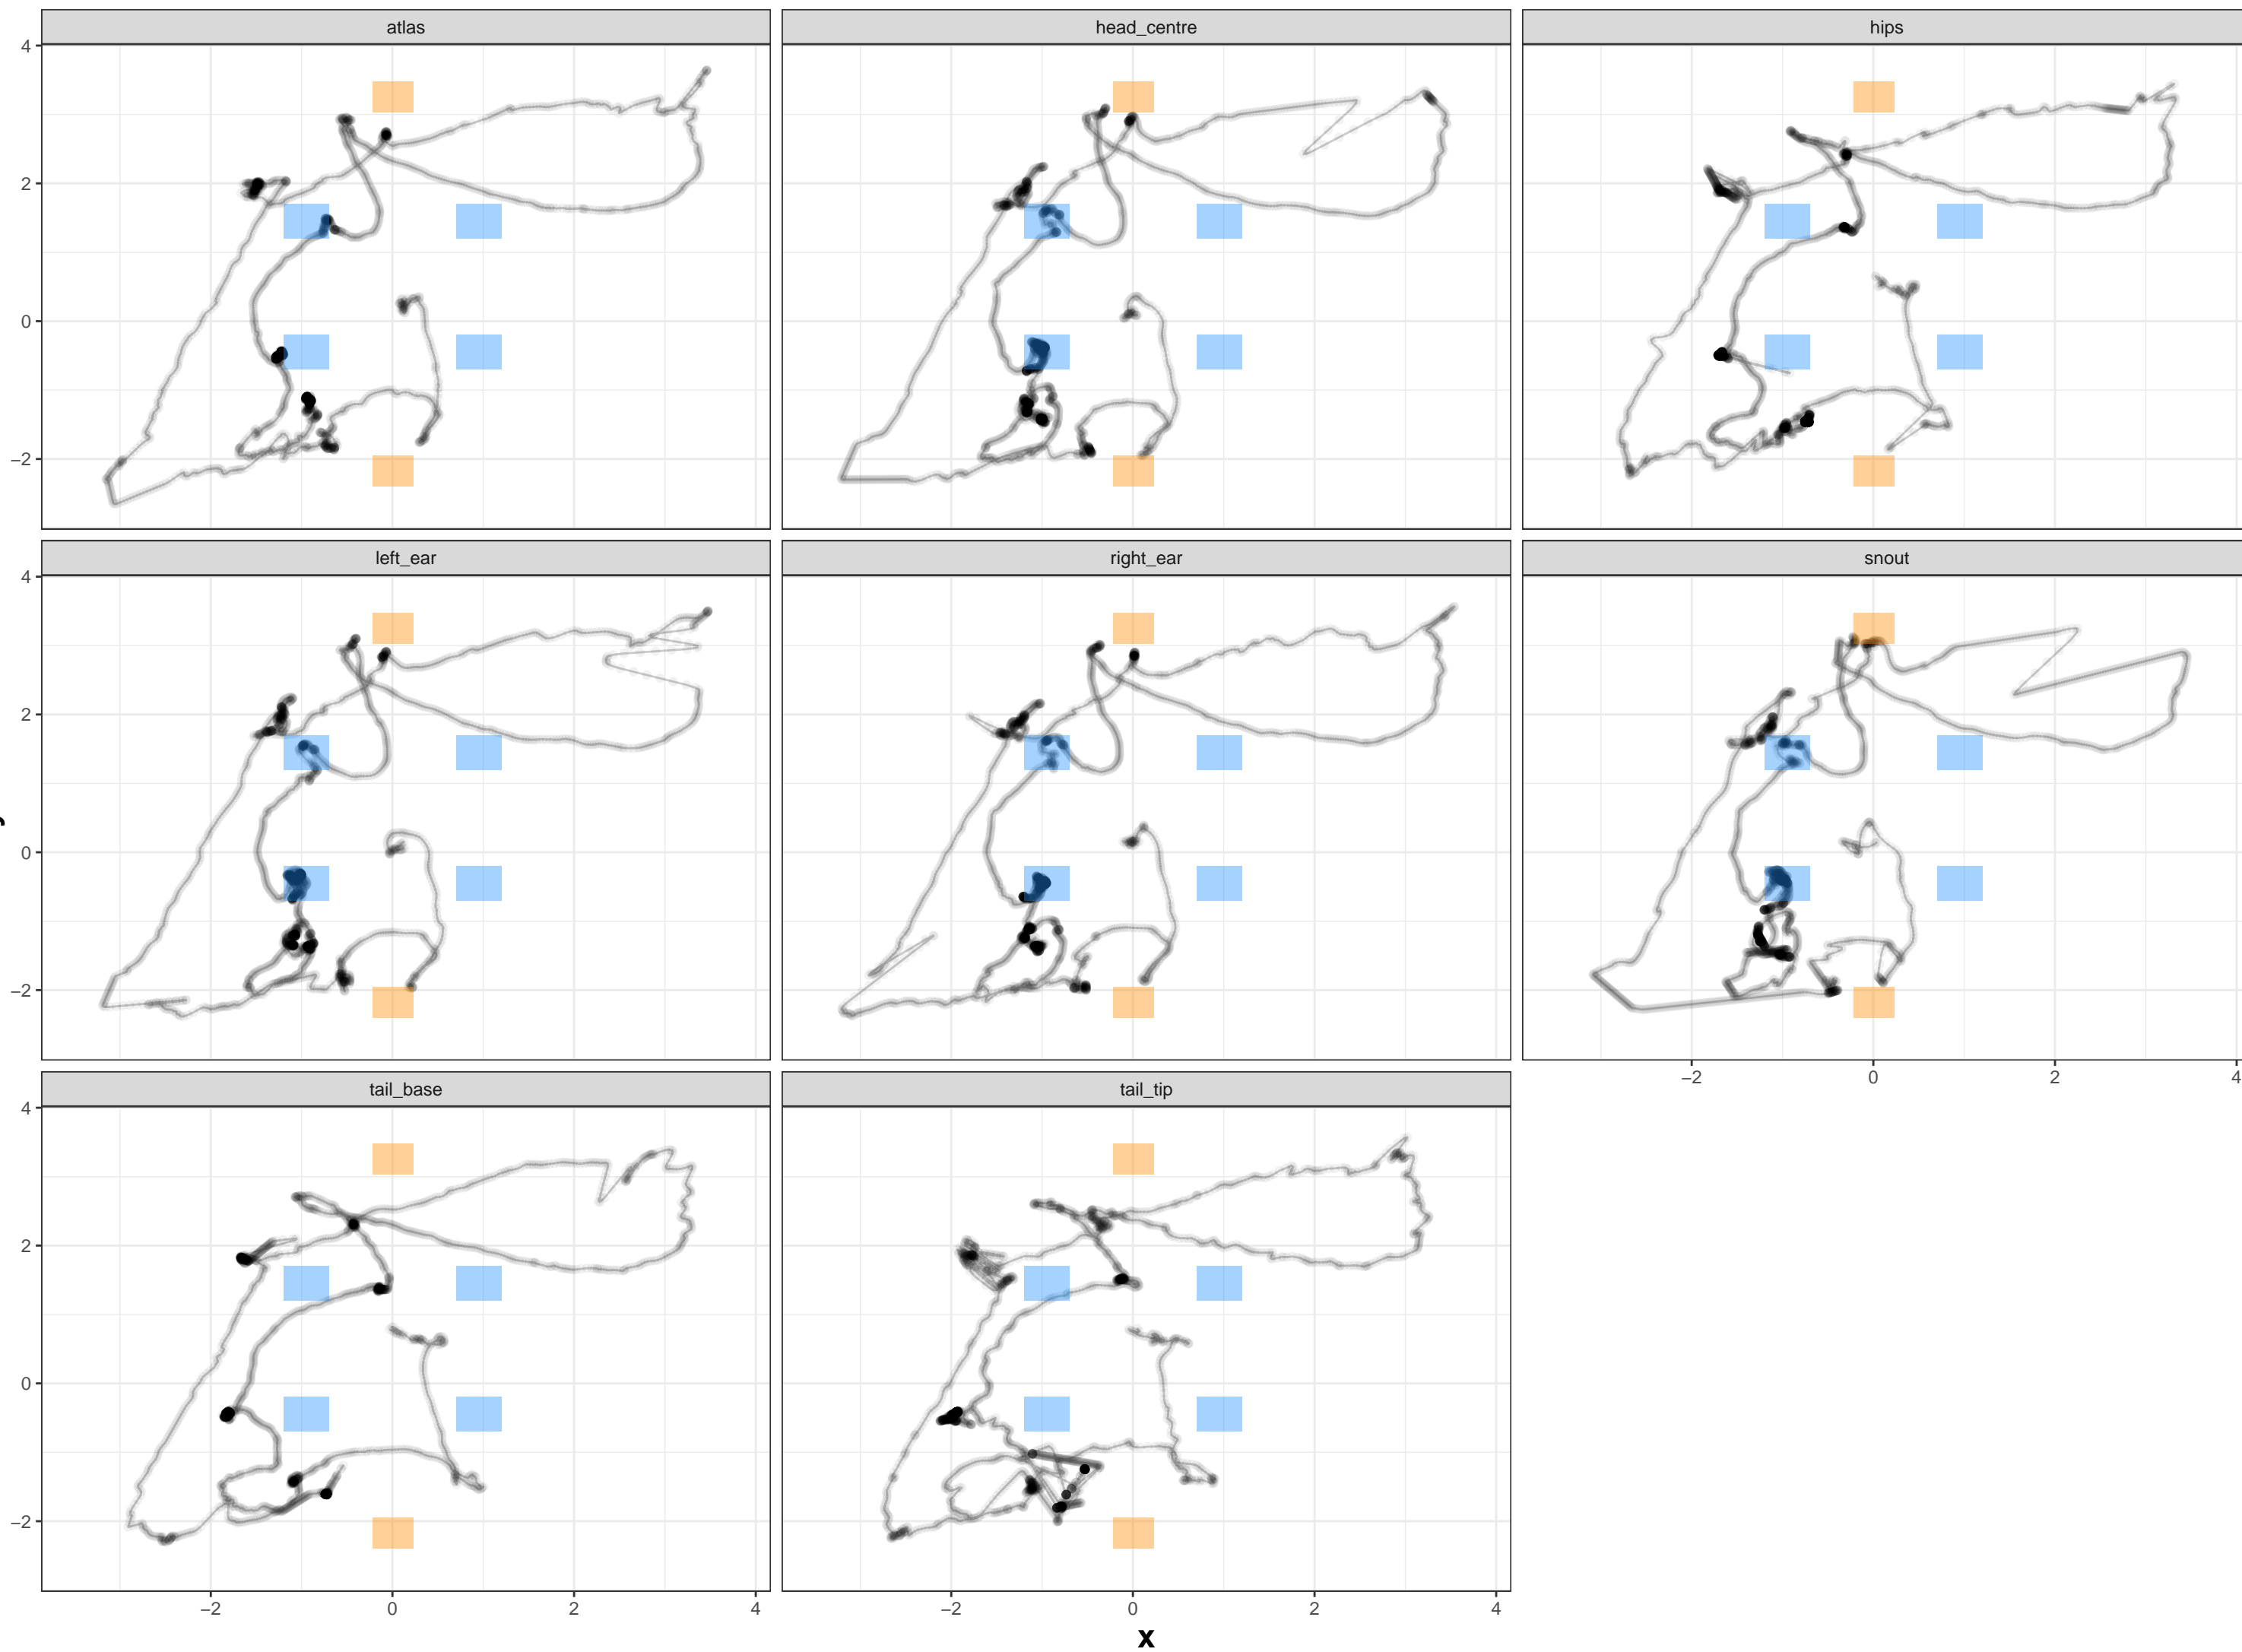 atlas head_centre hips
4
2
0
−2
left_ear right_ear snout
4
2
0
−2
−2 0 2 4
tail_base tail_tip
4
2
0
−2
−2 0 2 4 −2 0 2 4
x